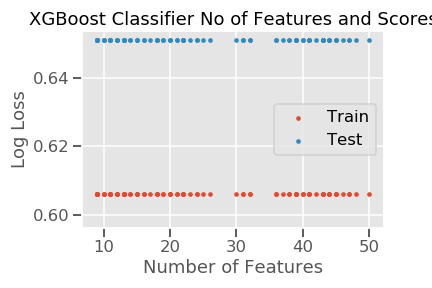 XGBoost Classifier No of Features and Scores
Log Loss
0.64
0.62
0.60
Train
Test
10 20 30 40 50
Number of Features